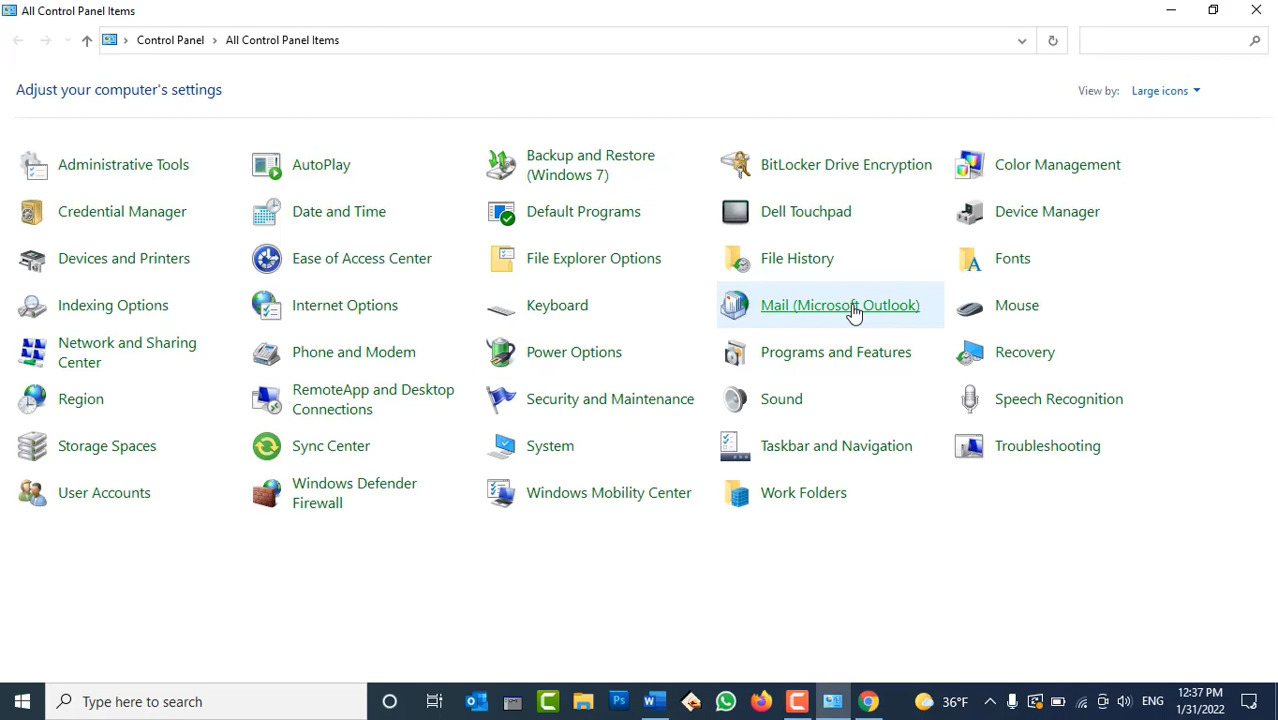 All Control Panel Items
Control Panel > All Control Panel Items
Adjust your computer's settings
View by: Large icons
Administrative Tools
AutoPlay
Backup and Restore
(Windows 7)
BitLocker Drive Encryption
Color Management
Credential Manager
Date and Time
Default Programs
Dell Touchpad
Device Manager
Devices and Printers
Ease of Access Center
File Explorer Options
File History
Fonts
Indexing Options
Internet Options
Keyboard
Mail (Microsoft Outlook)
Mouse
Network and Sharing
Center
Phone and Modem
Power Options
Programs and Features
Recovery
Region
RemoteApp and Desktop
Connections
Security and Maintenance
Sound
Speech Recognition
Storage Spaces
Sync Center
System
Taskbar and Navigation
Troubleshooting
User Accounts
Windows Defender
Firewall
Windows Mobility Center
Work Folders
Type here to search
36°F
ENG
12:37 PM
1/31/2022